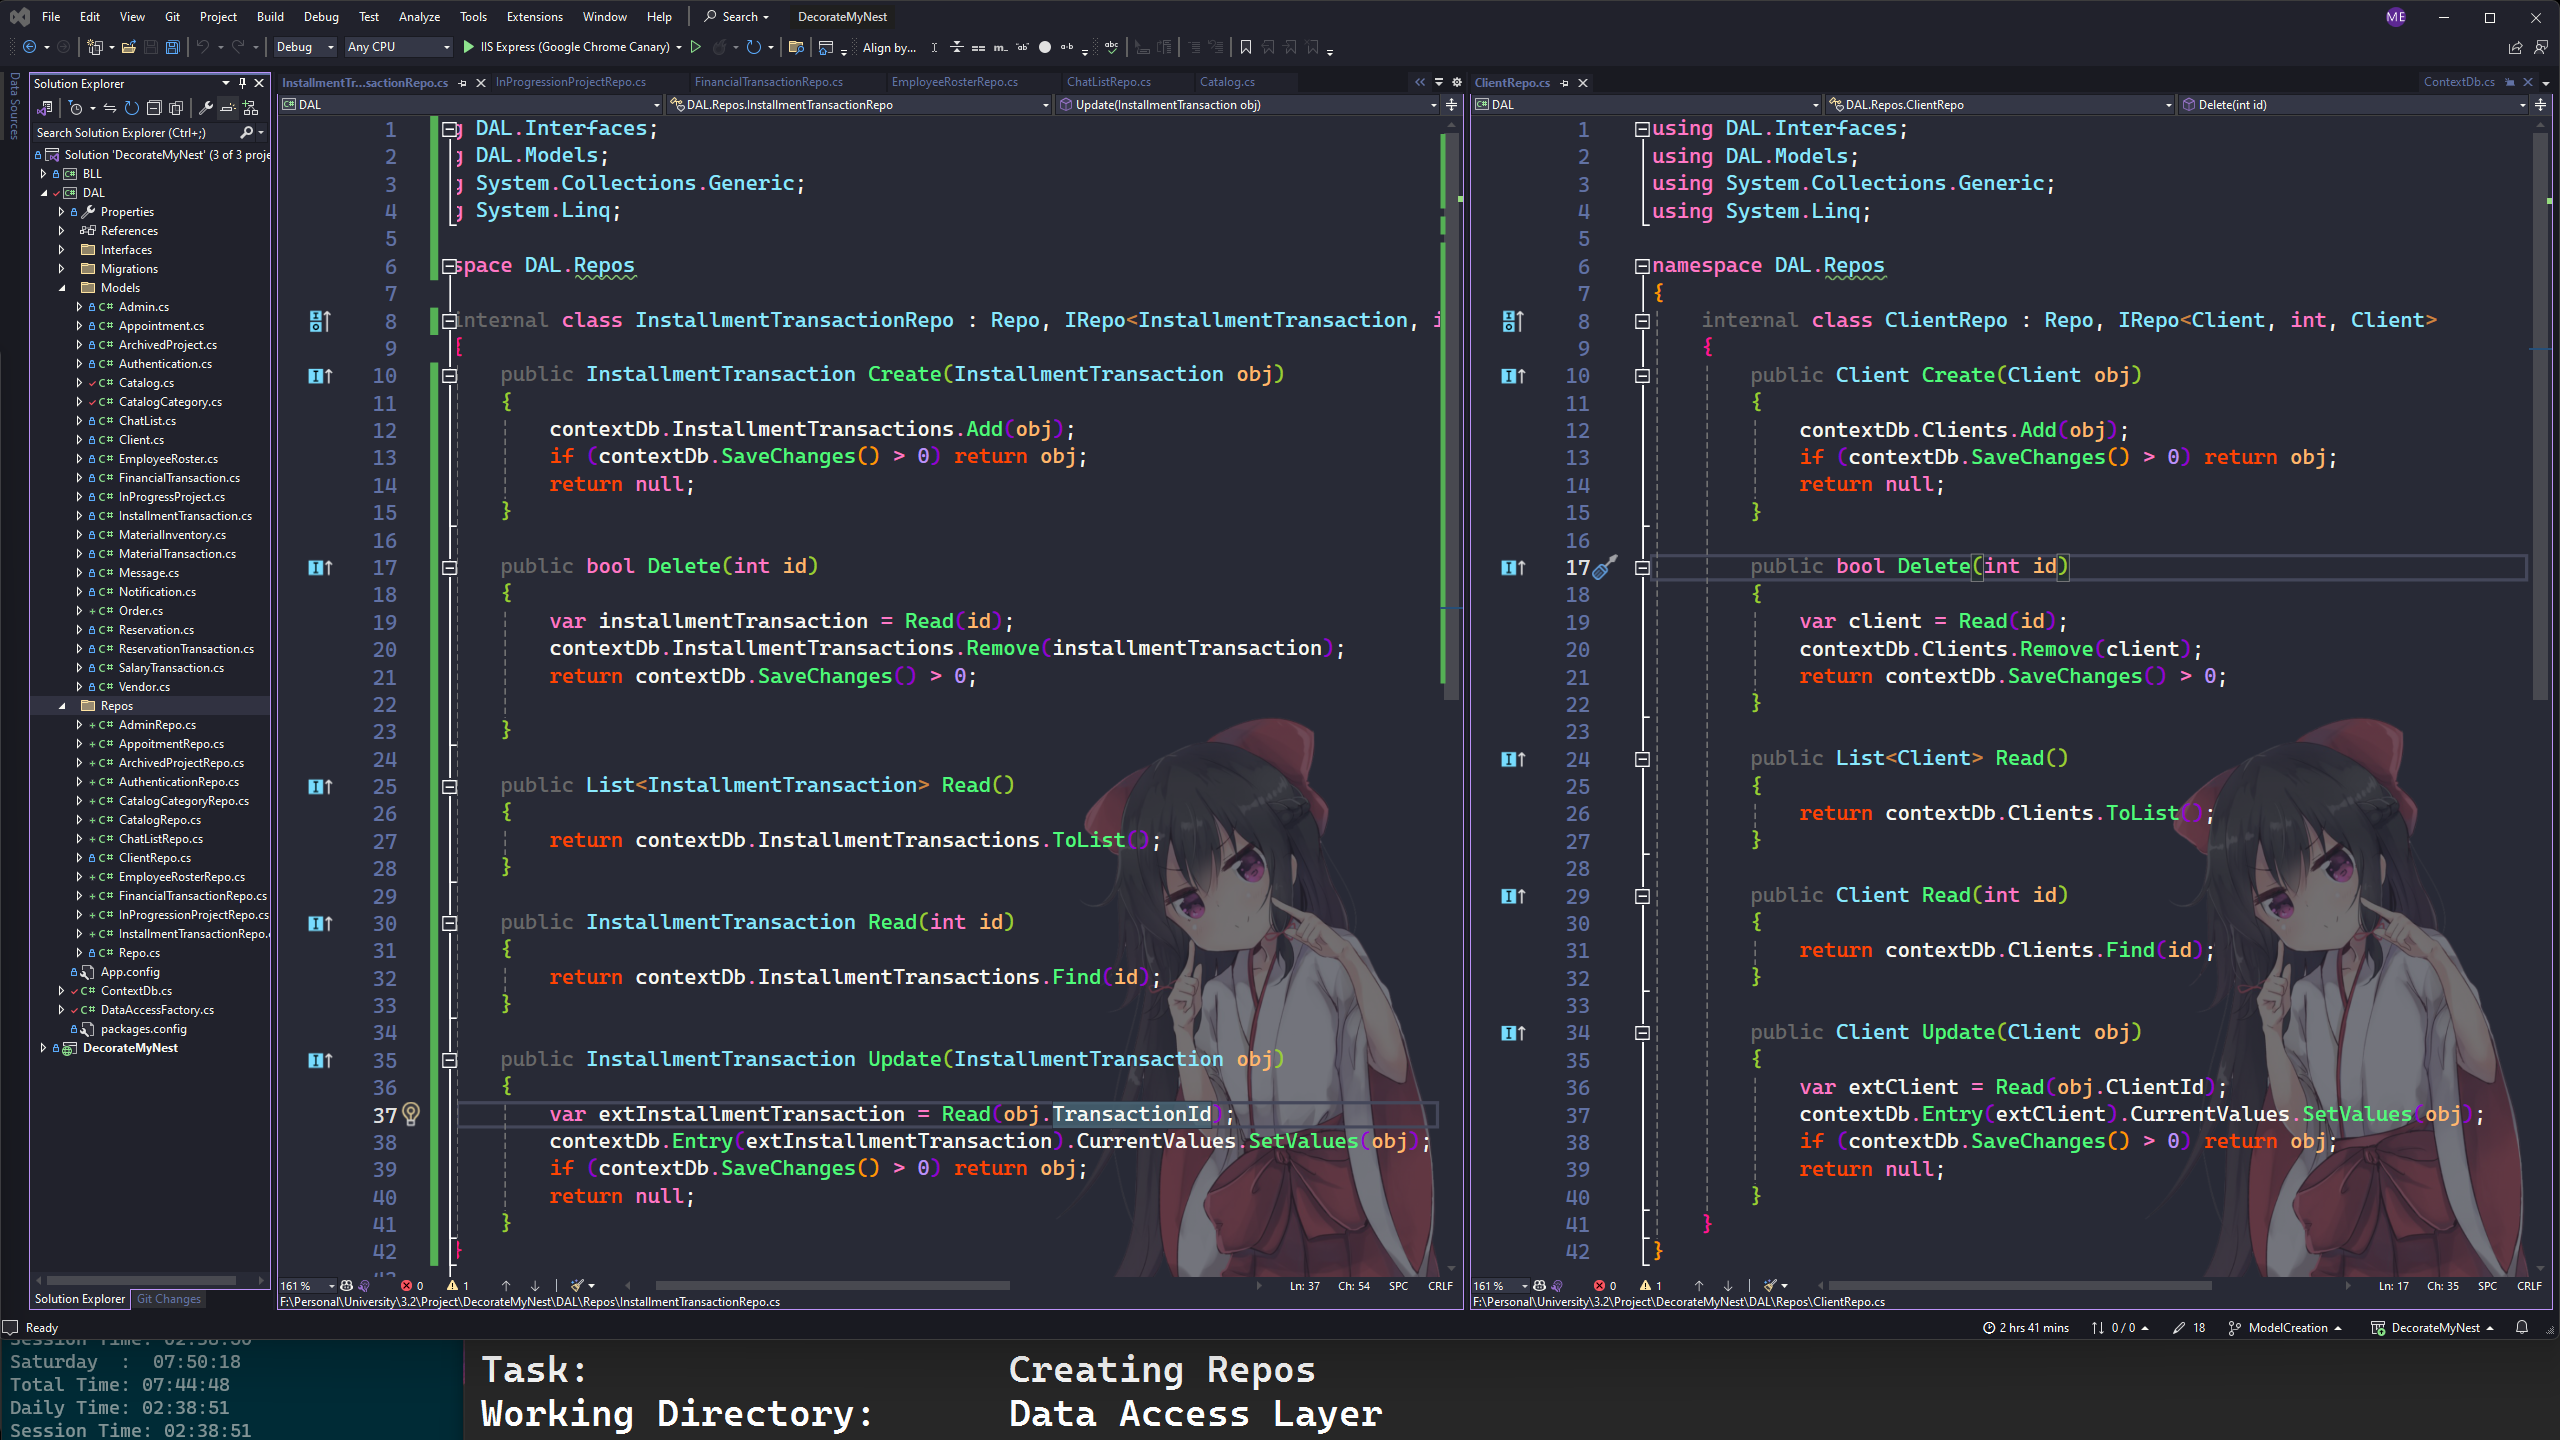 File Edit View Git Project Build Debug Test Analyze Tools Extensions Window Help Search DecorateMyNest ME
Debug Any CPU IIS Express (Google Chrome Canary) Align by...
Data Sources
Solution Explorer
Search Solution Explorer (Ctrl+;)
Solution 'DecorateMyNest' (3 of 3 proje
BLL
DAL
Properties
References
Interfaces
Migrations
Models
C# Admin.cs
C# Appointment.cs
C# ArchivedProject.cs
C# Authentication.cs
C# Catalog.cs
C# CatalogCategory.cs
C# ChatList.cs
C# Client.cs
C# EmployeeRoster.cs
C# FinancialTransaction.cs
C# InProgressProject.cs
C# InstallmentTransaction.cs
C# MaterialInventory.cs
C# MaterialTransaction.cs
C# Message.cs
C# Notification.cs
C# Order.cs
C# Reservation.cs
C# ReservationTransaction.cs
C# SalaryTransaction.cs
C# Vendor.cs
Repos
C# AdminRepo.cs
C# AppoitmentRepo.cs
C# ArchivedProjectRepo.cs
C# AuthenticationRepo.cs
C# CatalogCategoryRepo.cs
C# CatalogRepo.cs
C# ChatListRepo.cs
C# ClientRepo.cs
C# EmployeeRosterRepo.cs
C# FinancialTransactionRepo.cs
C# InProgressionProjectRepo.cs
C# InstallmentTransactionRepo.
C# Repo.cs
App.config
C# ContextDb.cs
C# DataAccessFactory.cs
packages.config
DecorateMyNest
Solution Explorer Git Changes
InstallmentTr...sactionRepo.cs InProgressionProjectRepo.cs FinancialTransactionRepo.cs EmployeeRosterRepo.cs ChatListRepo.cs Catalog.cs
DAL DAL.Repos.InstallmentTransactionRepo Update(InstallmentTransaction obj)
1 g DAL.Interfaces;
2 g DAL.Models;
3 g System.Collections.Generic;
4 g System.Linq;
5
6 space DAL.Repos
7
8 internal class InstallmentTransactionRepo : Repo, IRepo<InstallmentTransaction, i
9 {
10 public InstallmentTransaction Create(InstallmentTransaction obj)
11 {
12 contextDb.InstallmentTransactions.Add(obj);
13 if (contextDb.SaveChanges() > 0) return obj;
14 return null;
15 }
16
17 public bool Delete(int id)
18 {
19 var installmentTransaction = Read(id);
20 contextDb.InstallmentTransactions.Remove(installmentTransaction);
21 return contextDb.SaveChanges() > 0;
22
23 }
24
25 public List<InstallmentTransaction> Read()
26 {
27 return contextDb.InstallmentTransactions.ToList();
28 }
29
30 public InstallmentTransaction Read(int id)
31 {
32 return contextDb.InstallmentTransactions.Find(id);
33 }
34
35 public InstallmentTransaction Update(InstallmentTransaction obj)
36 {
37 var extInstallmentTransaction = Read(obj.TransactionId);
38 contextDb.Entry(extInstallmentTransaction).CurrentValues.SetValues(obj);
39 if (contextDb.SaveChanges() > 0) return obj;
40 return null;
41 }
42 }
161 % 0 1 Ln: 37 Ch: 54 SPC CRLF
F:\Personal\University\3.2\Project\DecorateMyNest\DAL\Repos\InstallmentTransactionRepo.cs
ClientRepo.cs ContextDb.cs
DAL DAL.Repos.ClientRepo Delete(int id)
1 using DAL.Interfaces;
2 using DAL.Models;
3 using System.Collections.Generic;
4 using System.Linq;
5
6 namespace DAL.Repos
7 {
8 internal class ClientRepo : Repo, IRepo<Client, int, Client>
9 {
10 public Client Create(Client obj)
11 {
12 contextDb.Clients.Add(obj);
13 if (contextDb.SaveChanges() > 0) return obj;
14 return null;
15 }
16
17 public bool Delete(int id)
18 {
19 var client = Read(id);
20 contextDb.Clients.Remove(client);
21 return contextDb.SaveChanges() > 0;
22 }
23
24 public List<Client> Read()
25 {
26 return contextDb.Clients.ToList();
27 }
28
29 public Client Read(int id)
30 {
31 return contextDb.Clients.Find(id);
32 }
33
34 public Client Update(Client obj)
35 {
36 var extClient = Read(obj.ClientId);
37 contextDb.Entry(extClient).CurrentValues.SetValues(obj);
38 if (contextDb.SaveChanges() > 0) return obj;
39 return null;
40 }
41 }
42 }
161 % 0 1 Ln: 17 Ch: 35 SPC CRLF
F:\Personal\University\3.2\Project\DecorateMyNest\DAL\Repos\ClientRepo.cs
Ready 2 hrs 41 mins 0 / 0 18 ModelCreation DecorateMyNest
Saturday : 07:50:18
Total Time: 07:44:48
Daily Time: 02:38:51
Session Time: 02:38:51
Task: Creating Repos
Working Directory: Data Access Layer